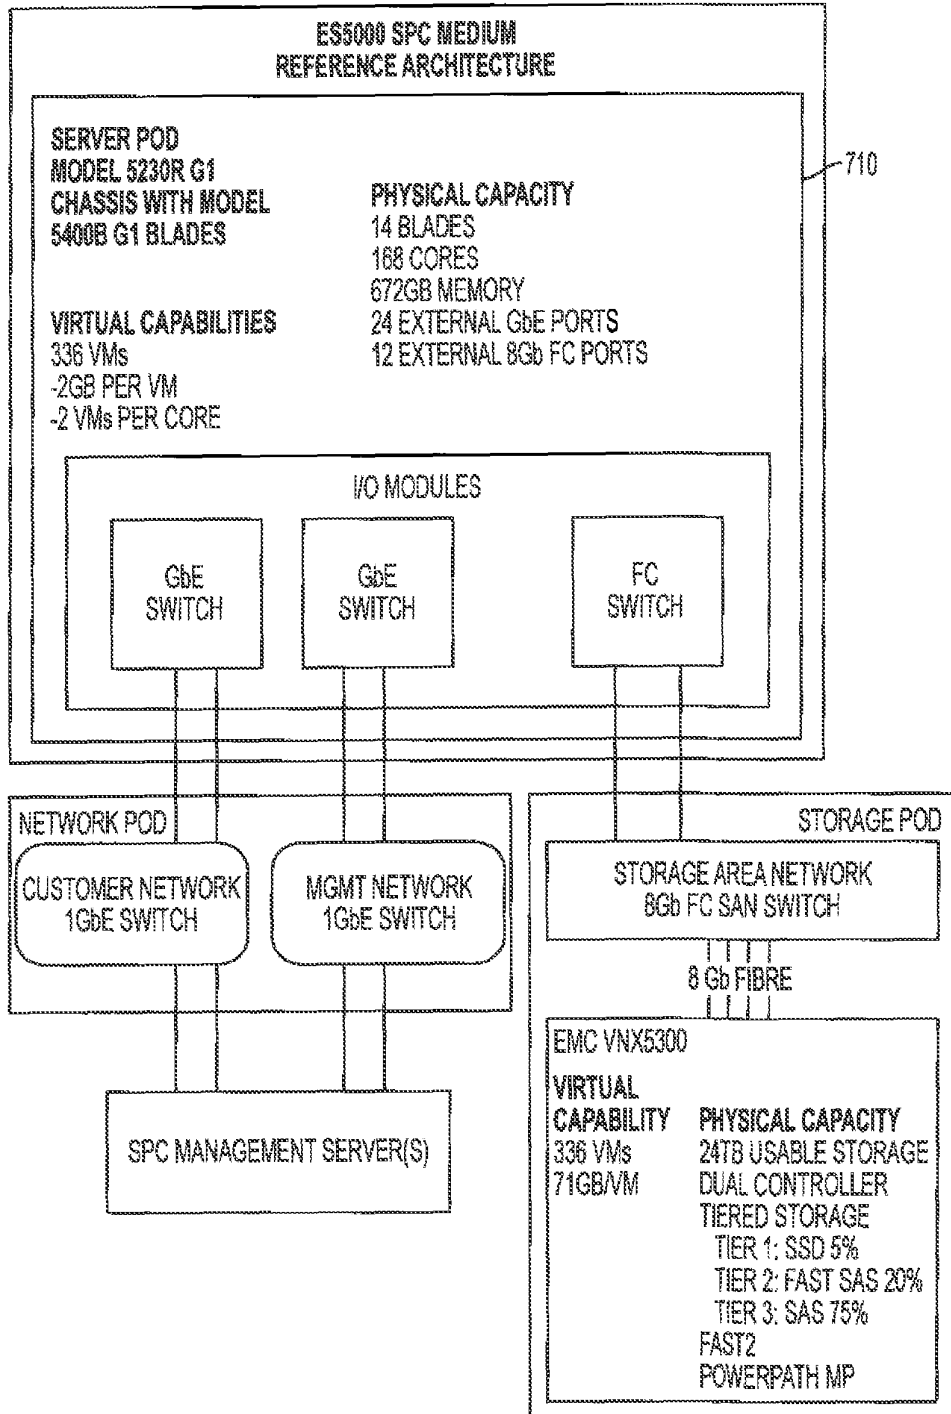 ES5000 SPC MEDIUM
REFERENCE ARCHITECTURE
710
SERVER POD
MODEL 5230R G1
CHASSIS WITH MODEL
5400B G1 BLADES
PHYSICAL CAPACITY
14 BLADES
168 CORES
672GB MEMORY
24 EXTERNAL GbE PORTS
12 EXTERNAL 8Gb FC PORTS
VIRTUAL CAPABILITIES
336 VMs
-2GB PER VM
-2 VMs PER CORE
I/O MODULES
GbE
SWITCH
GbE
SWITCH
FC
SWITCH
NETWORK POD
CUSTOMER NETWORK
1GbE SWITCH
MGMT NETWORK
1GbE SWITCH
SPC MANAGEMENT SERVER(S)
STORAGE POD
STORAGE AREA NETWORK
8Gb FC SAN SWITCH
8 Gb FIBRE
EMC VNX5300
VIRTUAL
CAPABILITY
336 VMs
71GB/VM
PHYSICAL CAPACITY
24TB USABLE STORAGE
DUAL CONTROLLER
TIERED STORAGE
TIER 1: SSD 5%
TIER 2: FAST SAS 20%
TIER 3: SAS 75%
FAST2
POWERPATH MP